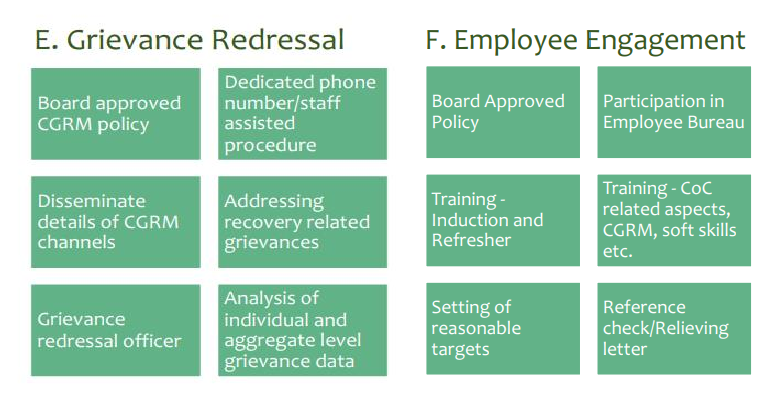 E. Grievance Redressal
Board approved
CGRM policy
Dedicated phone
number/staff
assisted
procedure
Disseminate
details of CGRM
channels
Addressing
recovery related
grievances
Grievance
redressal officer
Analysis of
individual and
aggregate level
grievance data
F. Employee Engagement
Board Approved
Policy
Participation in
Employee Bureau
Training -
Induction and
Refresher
Training - CoC
related aspects,
CGRM, soft skills
etc.
Setting of
reasonable
targets
Reference
check/Relieving
letter